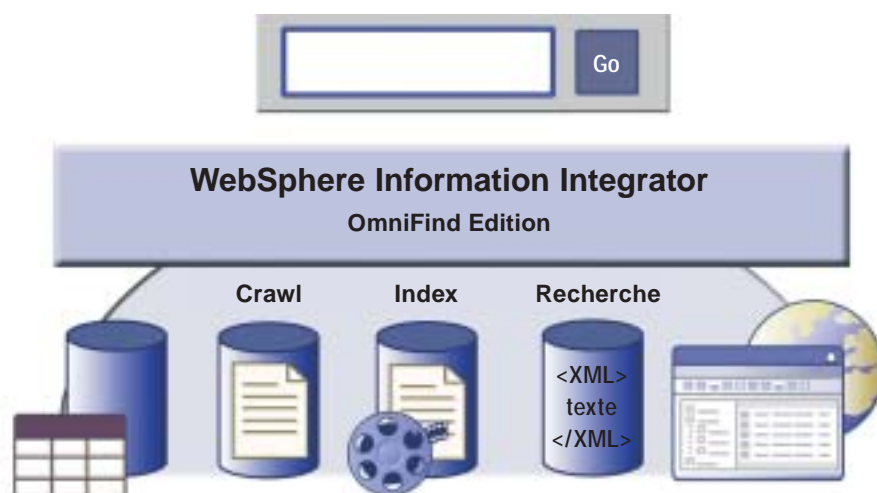 Go
WebSphere Information Integrator
OmniFind Edition
Crawl Index Recherche
<XML>
texte
</XML>